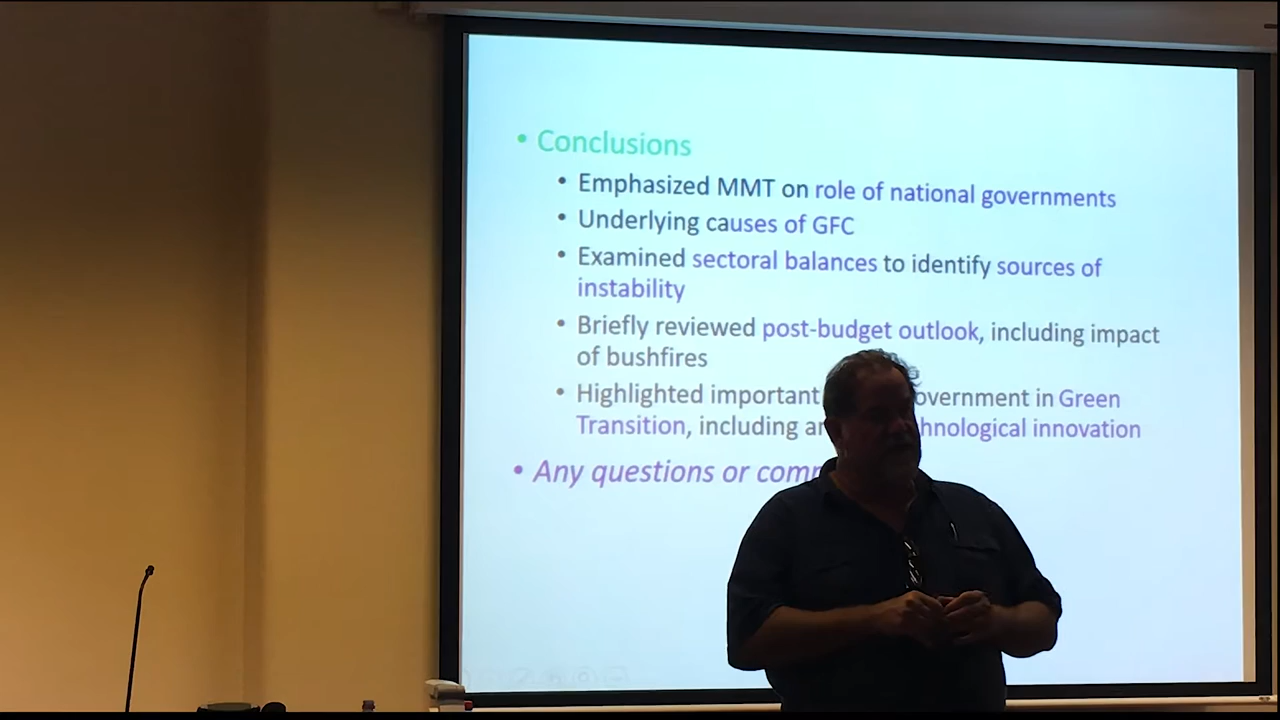 • Conclusions
• Emphasized MMT on role of national governments
• Underlying causes of GFC
• Examined sectoral balances to identify sources of
instability
• Briefly reviewed post-budget outlook, including impact
of bushfires
• Highlighted important overnment in Green
Transition, including hnological innovation
• Any questions or com